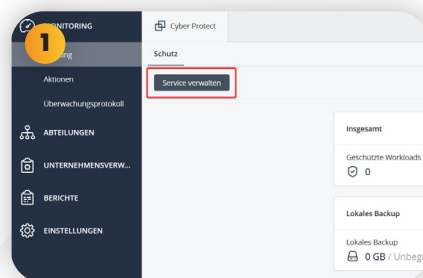 MONITORING
1
Aktionen
Überwachungsprotokoll
ABTEILUNGEN
UNTERNEHMENSVERW...
BERICHTE
EINSTELLUNGEN
Cyber Protect
Schutz
Service verwalten
Insgesamt
Geschützte Workloads
0
Lokales Backup
Lokales Backup
0 GB /